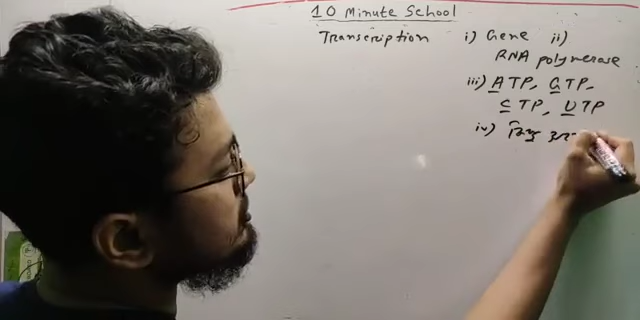 10 Minute School
Transcription i) Gene ii)
RNA polymerase
iii) ATP, GTP,
CTP, UTP
iv) কিছু